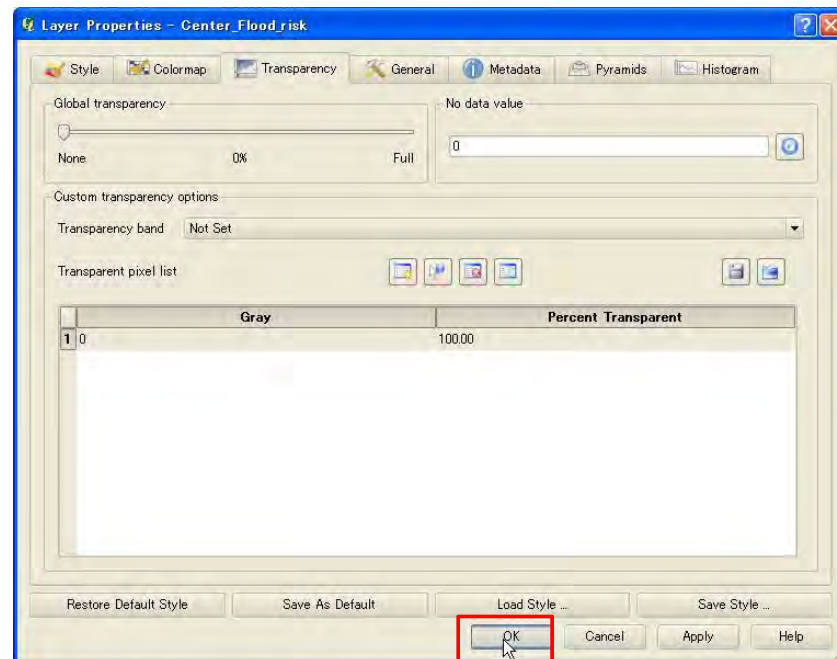 Layer Properties - Center_Flood_risk
Style Colormap Transparency General Metadata Pyramids Histogram
Global transparency
None 0% Full
No data value
0
Custom transparency options
Transparency band Not Set
Transparent pixel list
Gray Percent Transparent
1 0 100.00
Restore Default Style Save As Default Load Style ... Save Style ...
OK Cancel Apply Help